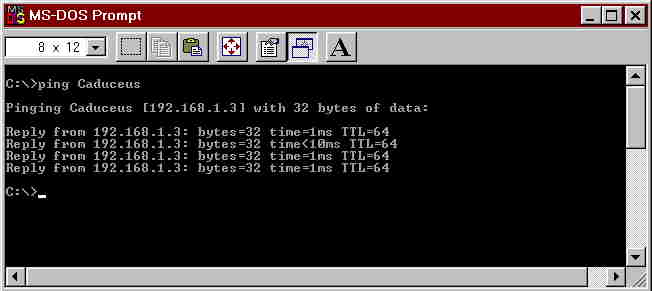 MS-DOS Prompt
8 x 12 A
C:\>ping Caduceus
Pinging Caduceus [192.168.1.3] with 32 bytes of data:
Reply from 192.168.1.3: bytes=32 time=1ms TTL=64
Reply from 192.168.1.3: bytes=32 time<10ms TTL=64
Reply from 192.168.1.3: bytes=32 time=1ms TTL=64
Reply from 192.168.1.3: bytes=32 time=1ms TTL=64
C:\>_